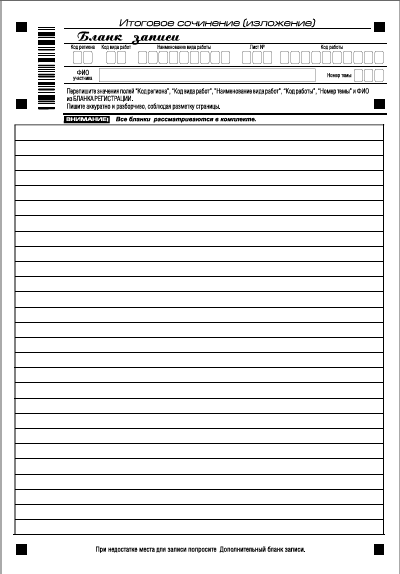 Итоговое сочинение (изложение)
Бланк записи
Код региона Код вида работ Наименование вида работы Лист № Код работы
ФИО участника Номер темы
Перепишите значения полей "Код региона", "Код вида работ", "Наименование вида работ", "Код работы", "Номер темы" и ФИО
из БЛАНКА РЕГИСТРАЦИИ.
Пишите аккуратно и разборчиво, соблюдая разметку страницы.
ВНИМАНИЕ! Все бланки рассматриваются в комплекте.
При недостатке места для записи попросите Дополнительный бланк записи.